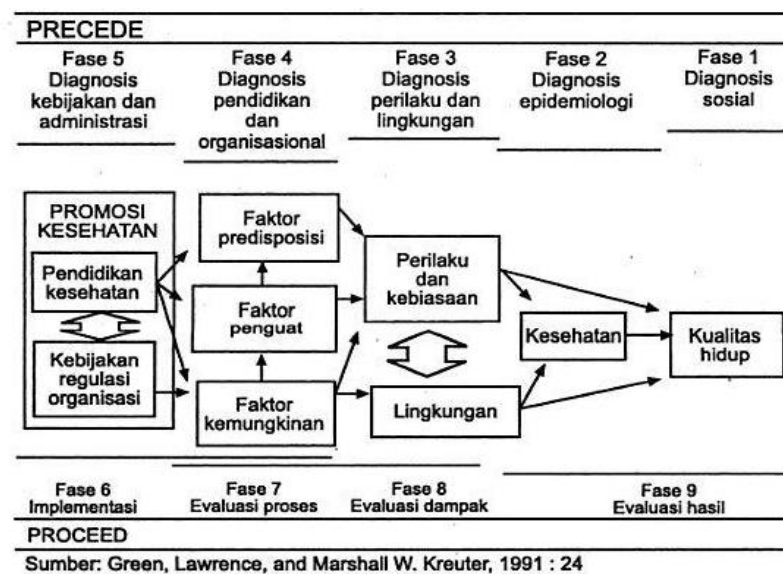 PRECEDE
Fase 5
Diagnosis
kebijakan dan
administrasi
Fase 4
Diagnosis
pendidikan
dan
organisasional
Fase 3
Diagnosis
perilaku dan
lingkungan
Fase 2
Diagnosis
epidemiologi
Fase 1
Diagnosis
sosial
PROMOSI
KESEHATAN
Pendidikan
kesehatan
Kebijakan
regulasi
organisasi
Faktor
predisposisi
Faktor
penguat
Faktor
kemungkinan
Perilaku
dan
kebiasaan
Lingkungan
Kesehatan
Kualitas
hidup
Fase 6
Implementasi
Fase 7
Evaluasi proses
Fase 8
Evaluasi dampak
Fase 9
Evaluasi hasil
PROCEED
Sumber: Green, Lawrence, and Marshall W. Kreuter, 1991 : 24